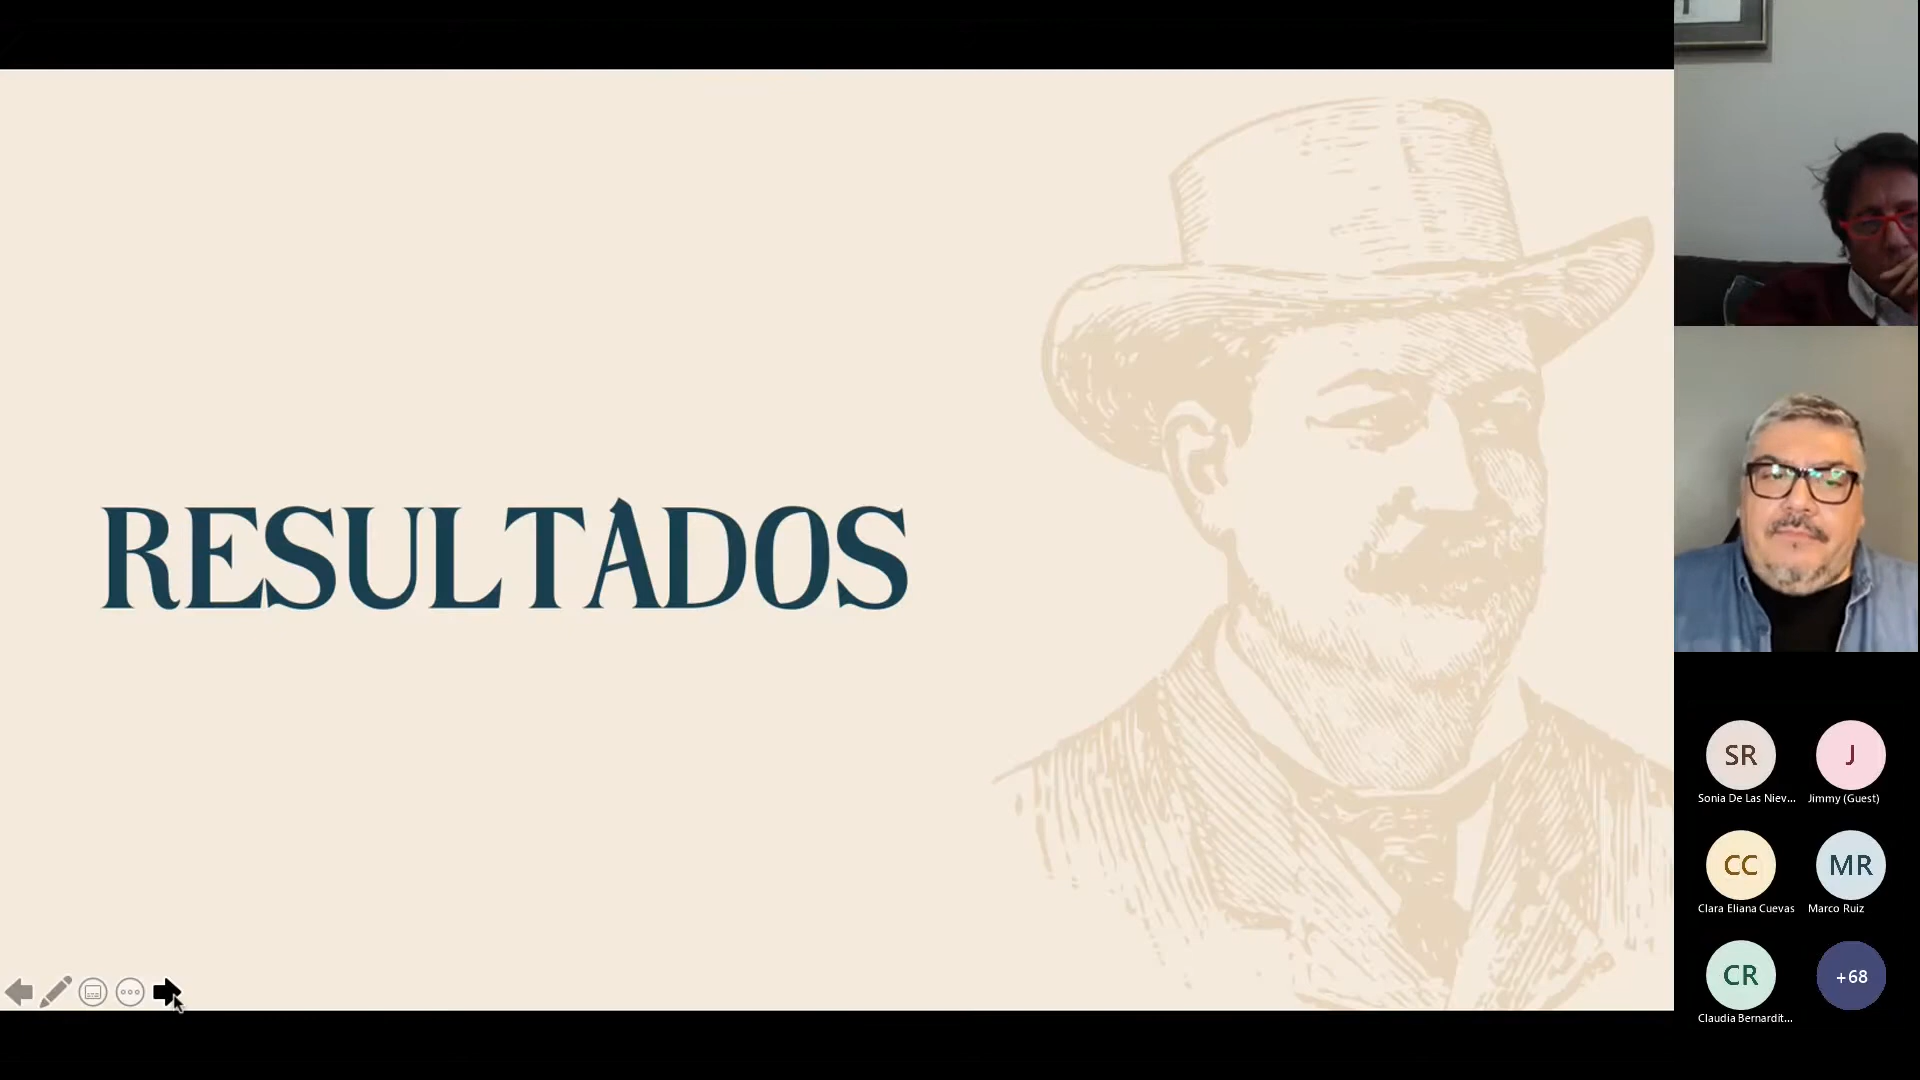 RESULTADOS
SR
J
Sonia De Las Niev...
Jimmy (Guest)
CC
MR
Clara Eliana Cuevas
Marco Ruiz
CR
+68
Claudia Bernardit...